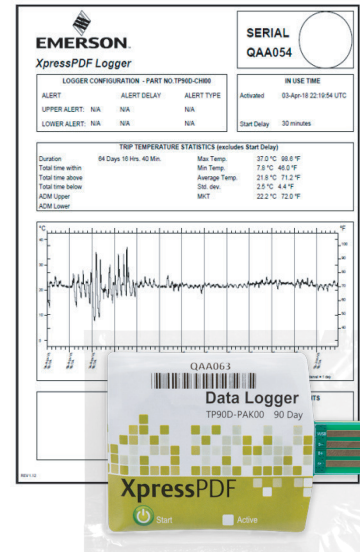 EMERSON.
SERIAL
QAA054
XpressPDF Logger
LOGGER CONFIGURATION - PART NO.TP90D-CHI00
ALERT ALERT DELAY ALERT TYPE
UPPER ALERT: N/A N/A N/A
LOWER ALERT: N/A N/A N/A
IN USE TIME
Activated 03-Apr-18 22:19:54 UTC
Start Delay 30 minutes
TRIP TEMPERATURE STATISTICS (excludes Start Delay)
Duration 64 Days 16 Hrs. 40 Min. Max Temp. 37.0 °C 98.6 °F
Total time within Min Temp. 7.8 °C 46.0 °F
Total time above Average Temp. 21.8 °C 71.2 °F
Total time below Std. dev. 2.5 °C 4.4 °F
ADM Upper MKT 22.2 °C 72.0 °F
ADM Lower
°C °F
QAA063
Data Logger
TP90D-PAK00 90 Day
XpressPDF
Start Active